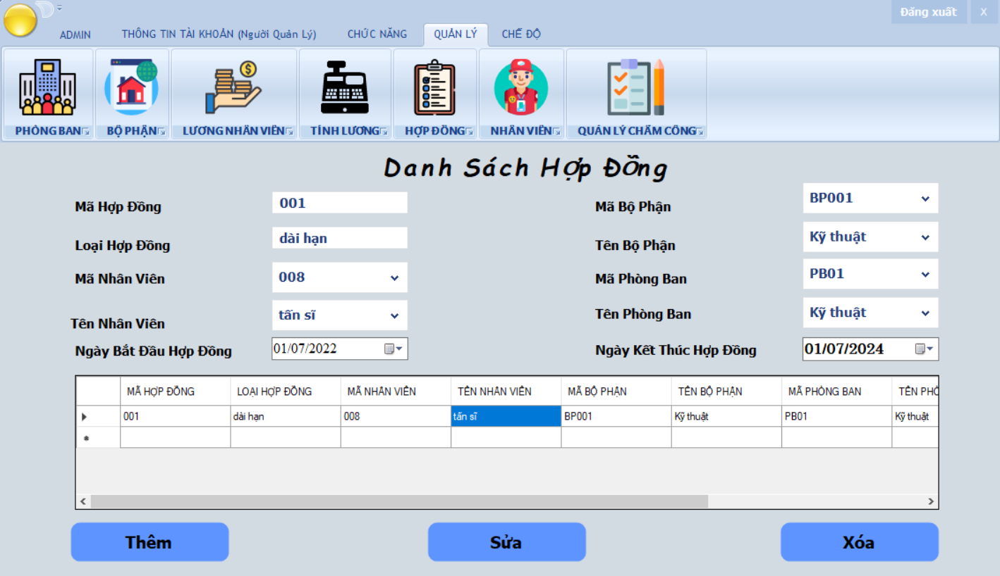 Đăng xuất X
ADMIN THÔNG TIN TÀI KHOẢN (Người Quản Lý) CHỨC NĂNG QUẢN LÝ CHẾ ĐỘ
PHÒNG BAN BỘ PHẬN LƯƠNG NHÂN VIÊN TÍNH LƯƠNG HỢP ĐỒNG NHÂN VIÊN QUẢN LÝ CHẤM CÔNG
Danh Sách Hợp Đồng
Mã Hợp Đồng 001 Mã Bộ Phận BP001
Loại Hợp Đồng dài hạn Tên Bộ Phận Kỹ thuật
Mã Nhân Viên 008 Mã Phòng Ban PB01
Tên Nhân Viên tấn sĩ Tên Phòng Ban Kỹ thuật
Ngày Bắt Đầu Hợp Đồng 01/07/2022 Ngày Kết Thúc Hợp Đồng 01/07/2024
MÃ HỢP ĐỒNG LOẠI HỢP ĐỒNG MÃ NHÂN VIÊN TÊN NHÂN VIÊN MÃ BỘ PHẬN TÊN BỘ PHẬN MÃ PHÒNG BAN TÊN PHÒ
001 dài hạn 008 tấn sĩ BP001 Kỹ thuật PB01 Kỹ thuật
Thêm Sửa Xóa